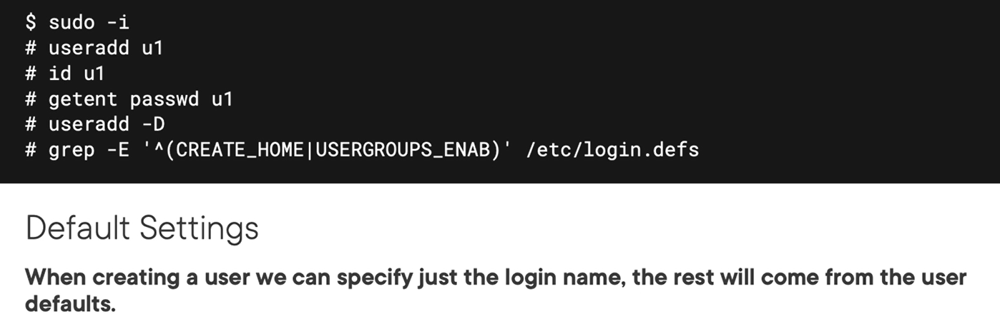 $ sudo -i
# useradd u1
# id u1
# getent passwd u1
# useradd -D
# grep -E '^(CREATE_HOME|USERGROUPS_ENAB)' /etc/login.defs
Default Settings
When creating a user we can specify just the login name, the rest will come from the user
defaults.